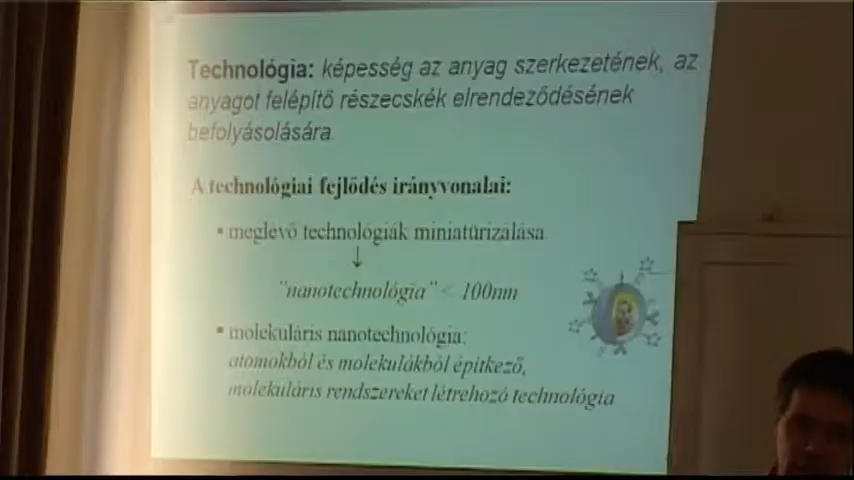 Technológia: képesség az anyag szerkezetének, az
anyagot felépítő részecskék elrendeződésének
befolyásolására.
A technológiai fejlődés irányvonalai:
▪ meglévő technológiák miniatürizálása
↓
"nanotechnológia" < 100nm
▪ molekuláris nanotechnológia:
atomokból és molekulákból építkező,
molekuláris rendszereket létrehozó technológia